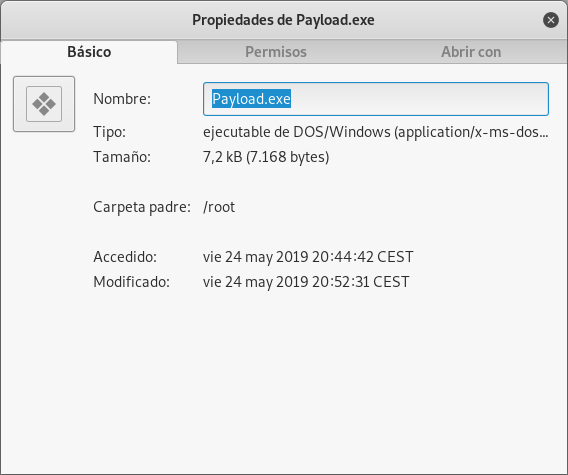 Propiedades de Payload.exe
Básico Permisos Abrir con
Nombre: Payload.exe
Tipo: ejecutable de DOS/Windows (application/x-ms-dos...
Tamaño: 7,2 kB (7.168 bytes)
Carpeta padre: /root
Accedido: vie 24 may 2019 20:44:42 CEST
Modificado: vie 24 may 2019 20:52:31 CEST